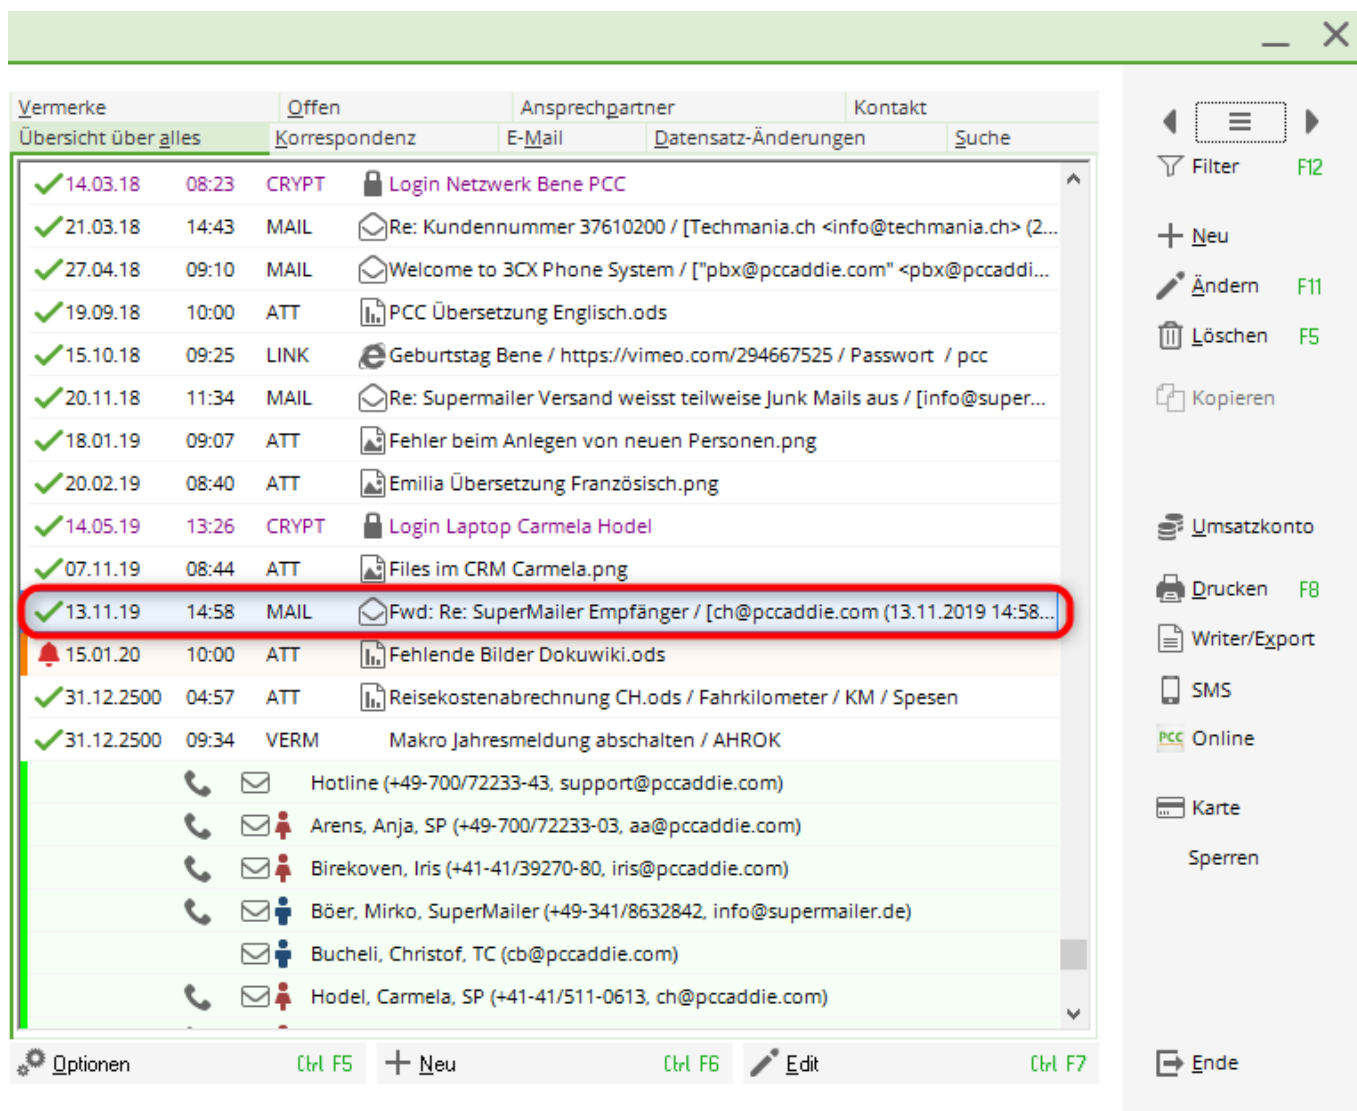 Vermerke Offen Ansprechpartner Kontakt
Übersicht über alles Korrespondenz E-Mail Datensatz-Änderungen Suche
14.03.18 08:23 CRYPT Login Netzwerk Bene PCC
21.03.18 14:43 MAIL Re: Kundennummer 37610200 / [Techmania.ch <info@techmania.ch> (2...
27.04.18 09:10 MAIL Welcome to 3CX Phone System / ["pbx@pccaddie.com" <pbx@pccaddi...
19.09.18 10:00 ATT PCC Übersetzung Englisch.ods
15.10.18 09:25 LINK Geburtstag Bene / https://vimeo.com/294667525 / Passwort / pcc
20.11.18 11:34 MAIL Re: Supermailer Versand weisst teilweise Junk Mails aus / [info@super...
18.01.19 09:07 ATT Fehler beim Anlegen von neuen Personen.png
20.02.19 08:40 ATT Emilia Übersetzung Französisch.png
14.05.19 13:26 CRYPT Login Laptop Carmela Hodel
07.11.19 08:44 ATT Files im CRM Carmela.png
13.11.19 14:58 MAIL Fwd: Re: SuperMailer Empfänger / [ch@pccaddie.com (13.11.2019 14:58...
15.01.20 10:00 ATT Fehlende Bilder Dokuwiki.ods
31.12.2500 04:57 ATT Reisekostenabrechnung CH.ods / Fahrkilometer / KM / Spesen
31.12.2500 09:34 VERM Makro Jahresmeldung abschalten / AHROK
Hotline (+49-700/72233-43, support@pccaddie.com)
Arens, Anja, SP (+49-700/72233-03, aa@pccaddie.com)
Birekoven, Iris (+41-41/39270-80, iris@pccaddie.com)
Böer, Mirko, SuperMailer (+49-341/8632842, info@supermailer.de)
Bucheli, Christof, TC (cb@pccaddie.com)
Hodel, Carmela, SP (+41-41/511-0613, ch@pccaddie.com)
Optionen Ctrl F5 Neu Ctrl F6 Edit Ctrl F7
Filter F12
Neu
Ändern F11
Löschen F5
Kopieren
Umsatzkonto
Drucken F8
Writer/Export
SMS
PCC Online
Karte
Sperren
Ende